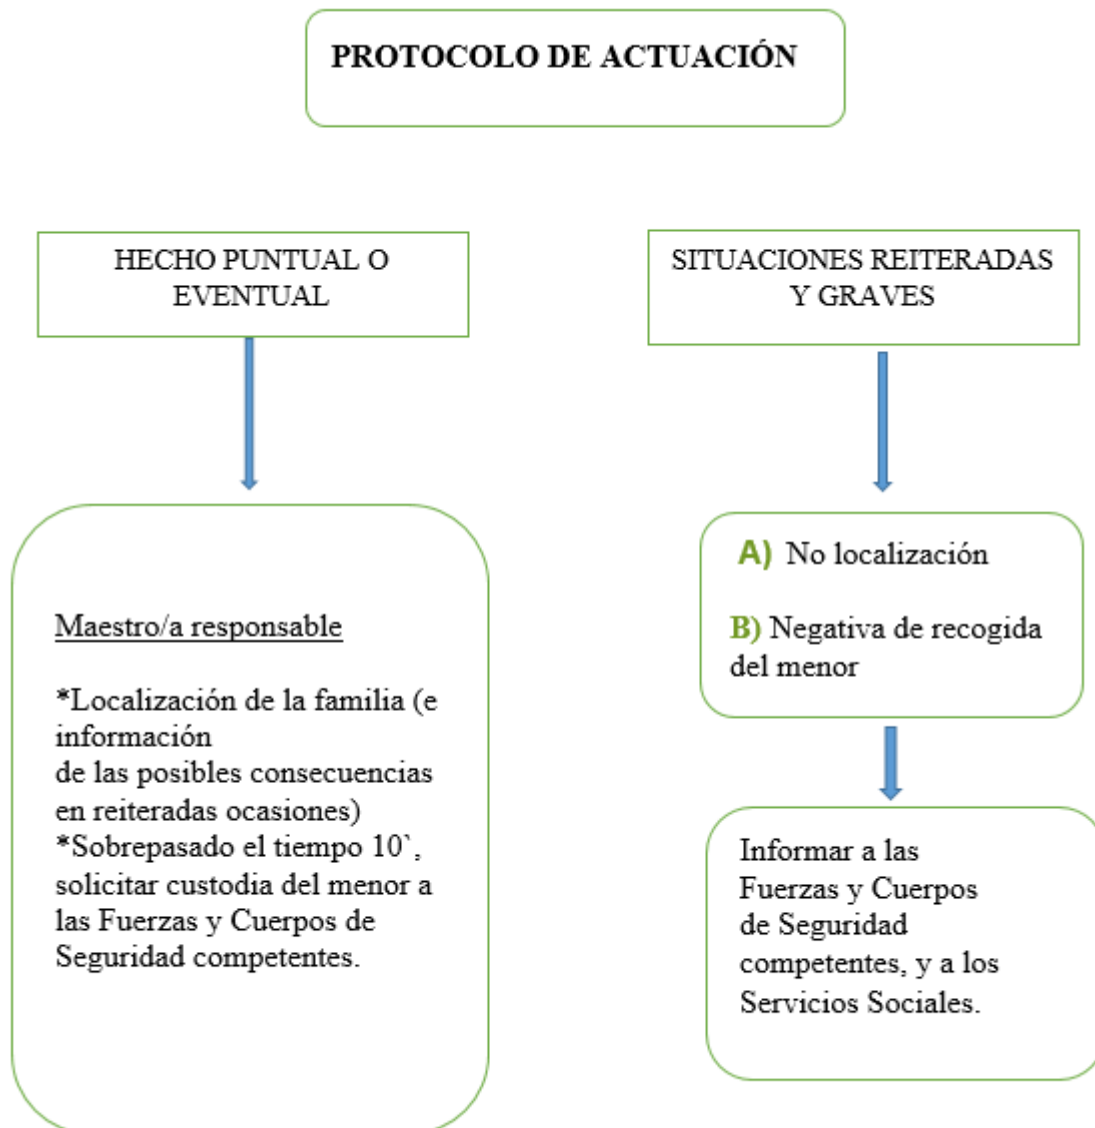 PROTOCOLO DE ACTUACIÓN
HECHO PUNTUAL O
EVENTUAL
Maestro/a responsable
*Localización de la familia (e
información
de las posibles consecuencias
en reiteradas ocasiones)
*Sobrepasado el tiempo 10`,
solicitar custodia del menor a
las Fuerzas y Cuerpos de
Seguridad competentes.
SITUACIONES REITERADAS
Y GRAVES
A) No localización
B) Negativa de recogida
del menor
Informar a las
Fuerzas y Cuerpos
de Seguridad
competentes, y a los
Servicios Sociales.